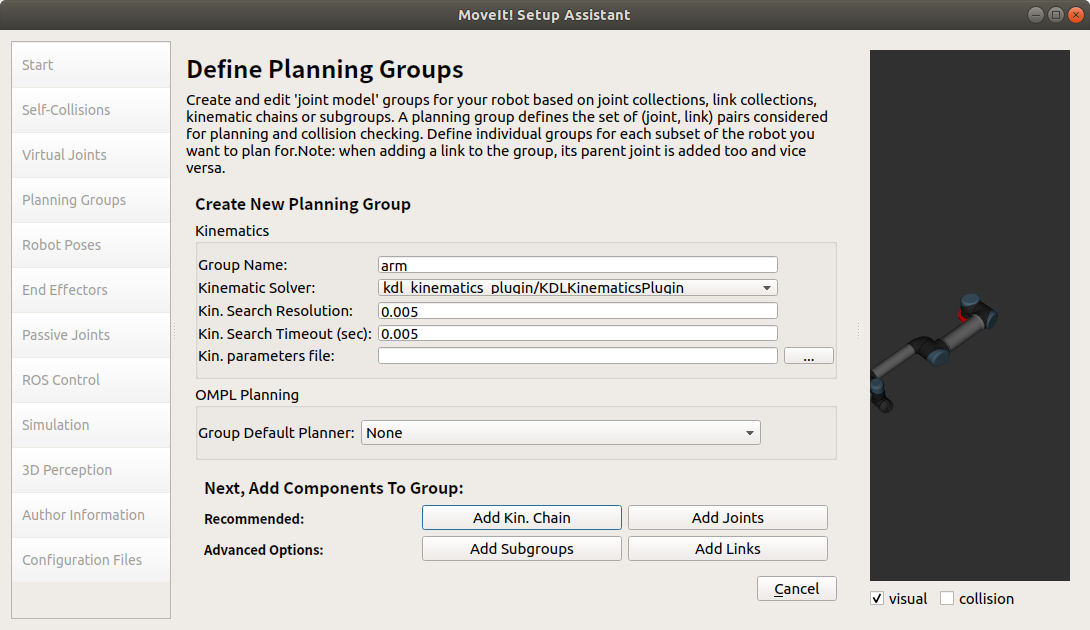 MoveIt! Setup Assistant
Start
Self-Collisions
Virtual Joints
Planning Groups
Robot Poses
End Effectors
Passive Joints
ROS Control
Simulation
3D Perception
Author Information
Configuration Files
Define Planning Groups
Create and edit 'joint model' groups for your robot based on joint collections, link collections,
kinematic chains or subgroups. A planning group defines the set of (joint, link) pairs considered
for planning and collision checking. Define individual groups for each subset of the robot you
want to plan for.Note: when adding a link to the group, its parent joint is added too and vice
versa.
Create New Planning Group
Kinematics
Group Name: arm
Kinematic Solver: kdl_kinematics_plugin/KDLKinematicsPlugin
Kin. Search Resolution: 0.005
Kin. Search Timeout (sec): 0.005
Kin. parameters file: ...
OMPL Planning
Group Default Planner: None
Next, Add Components To Group:
Recommended: Add Kin. Chain Add Joints
Advanced Options: Add Subgroups Add Links
Cancel
visual collision